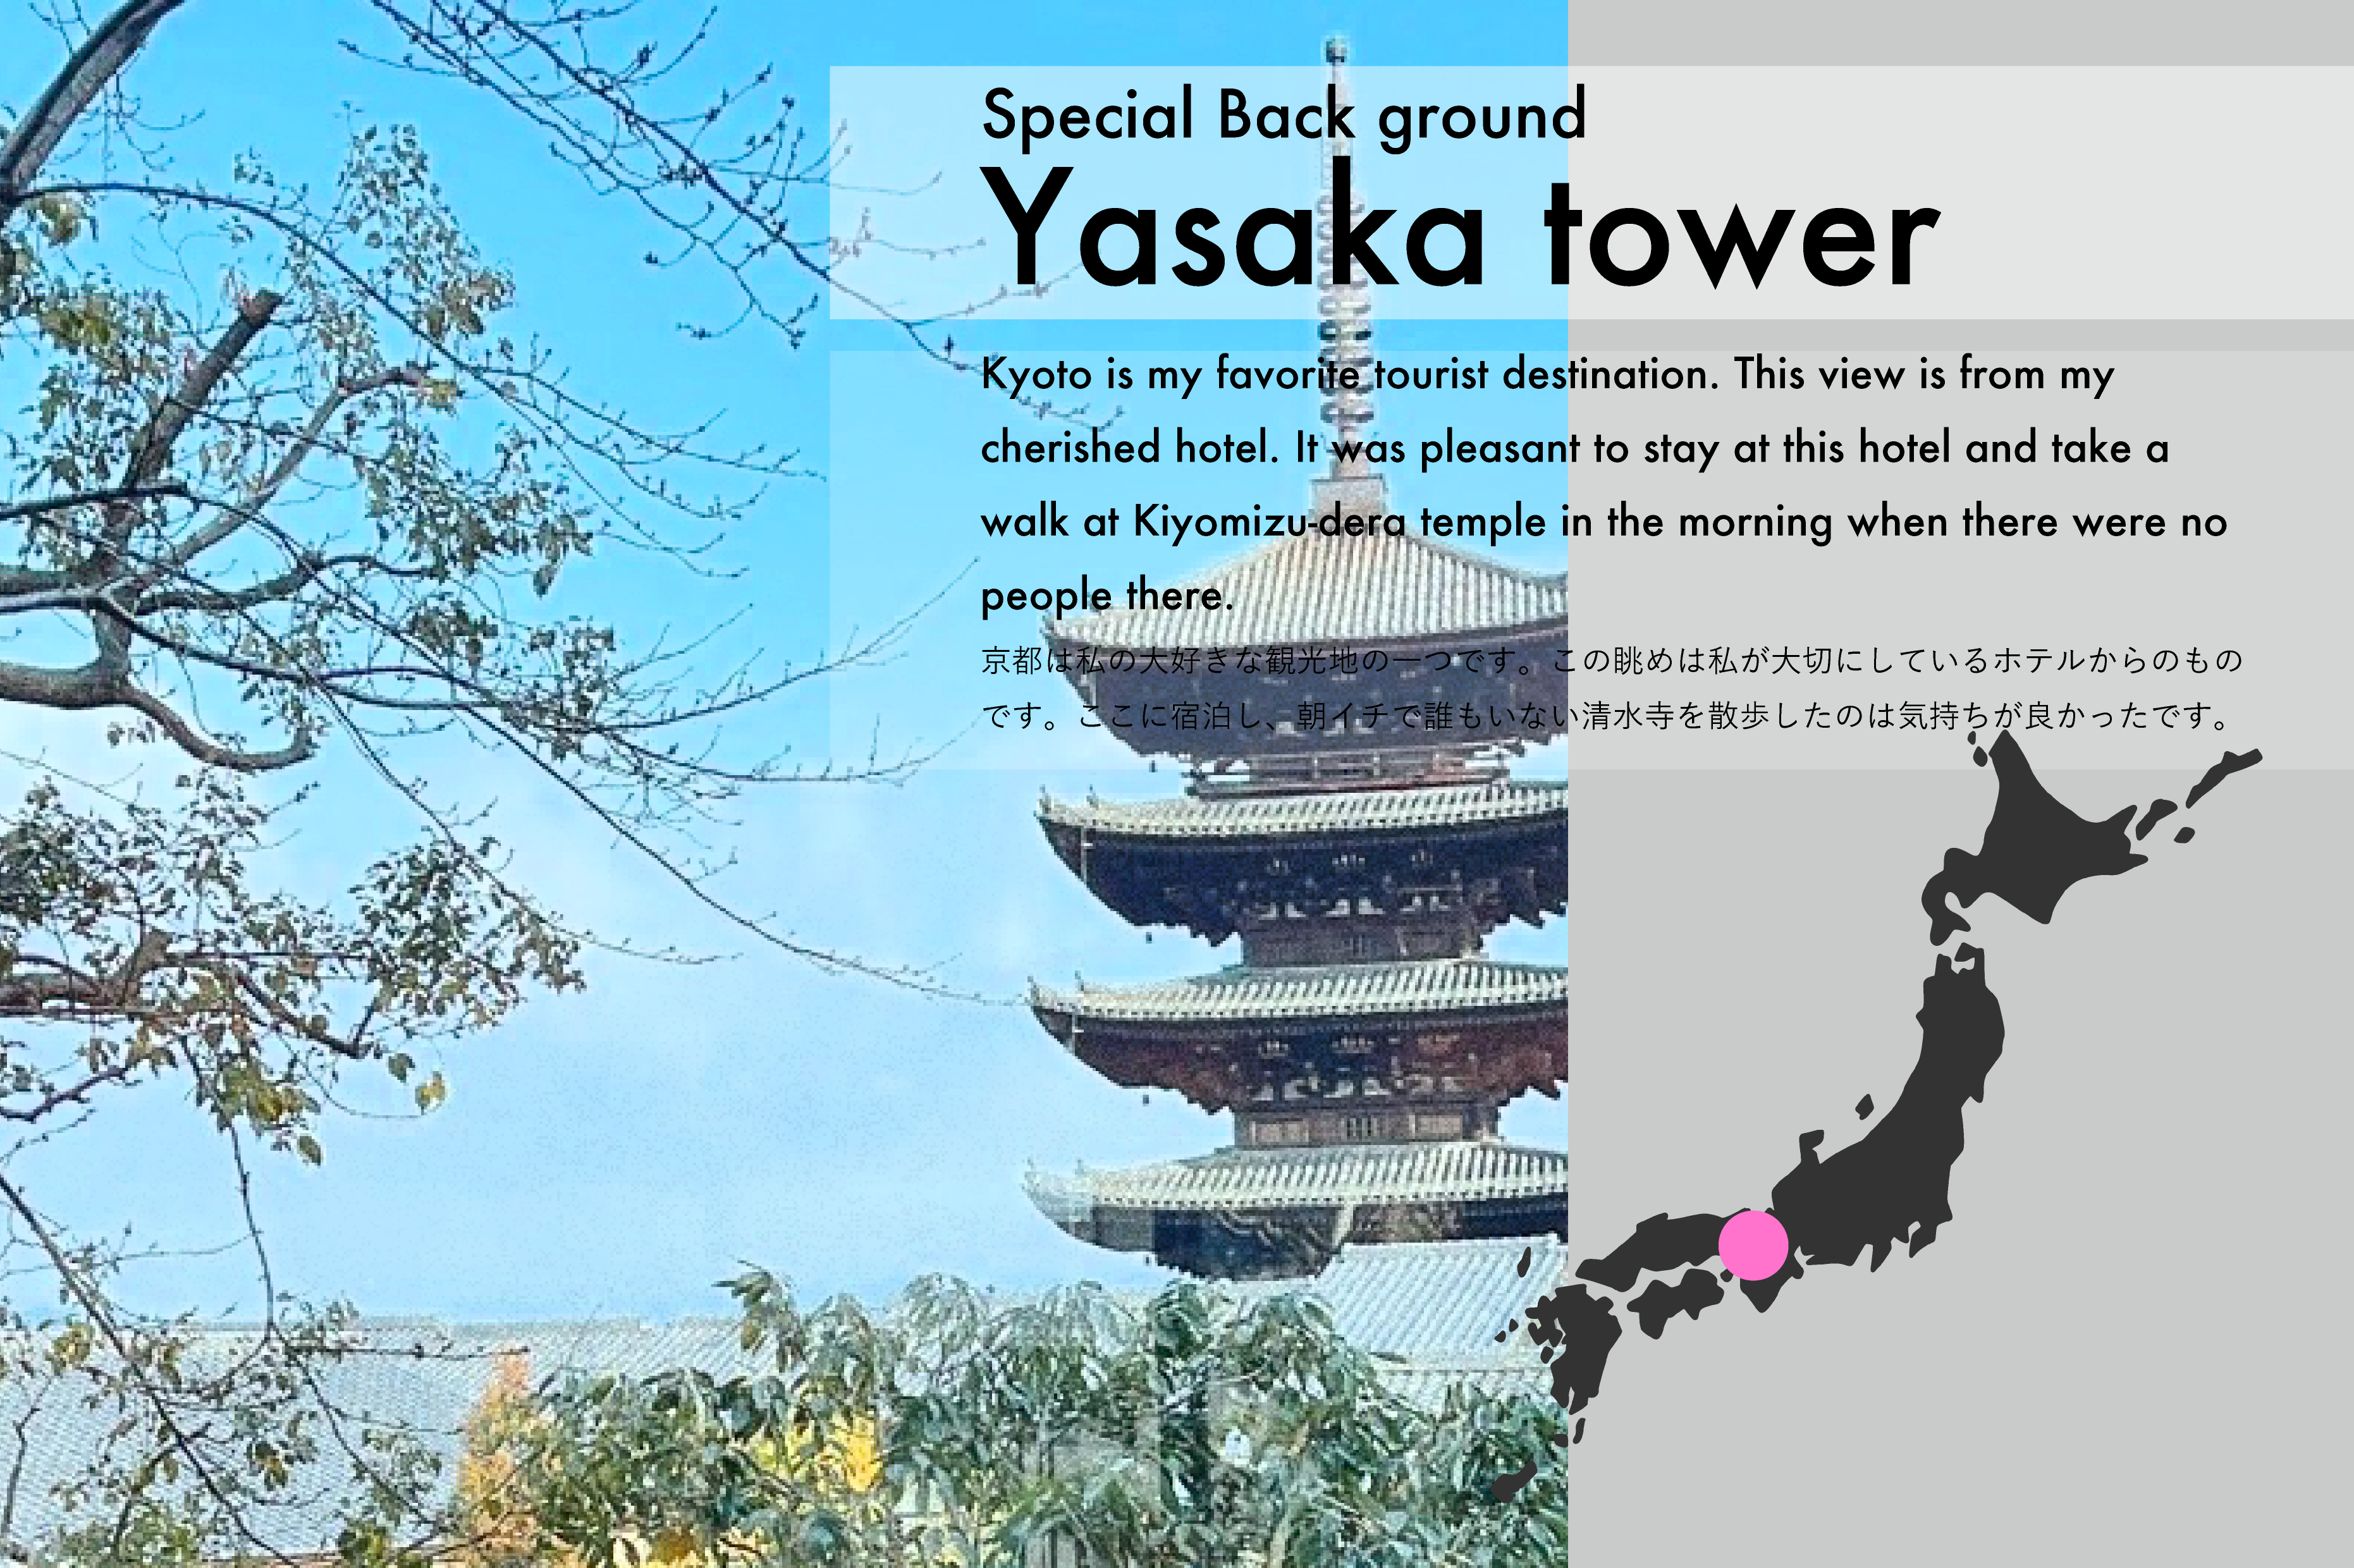 Special Back ground
Yasaka tower
Kyoto is my favorite tourist destination. This view is from my
cherished hotel. It was pleasant to stay at this hotel and take a
walk at Kiyomizu-dera temple in the morning when there were no
people there.
京都は私の大好きな観光地の一つです。この眺めは私が大切にしているホテルからのもの
です。ここに宿泊し、朝イチで誰もいない清水寺を散歩したのは気持ちが良かったです。